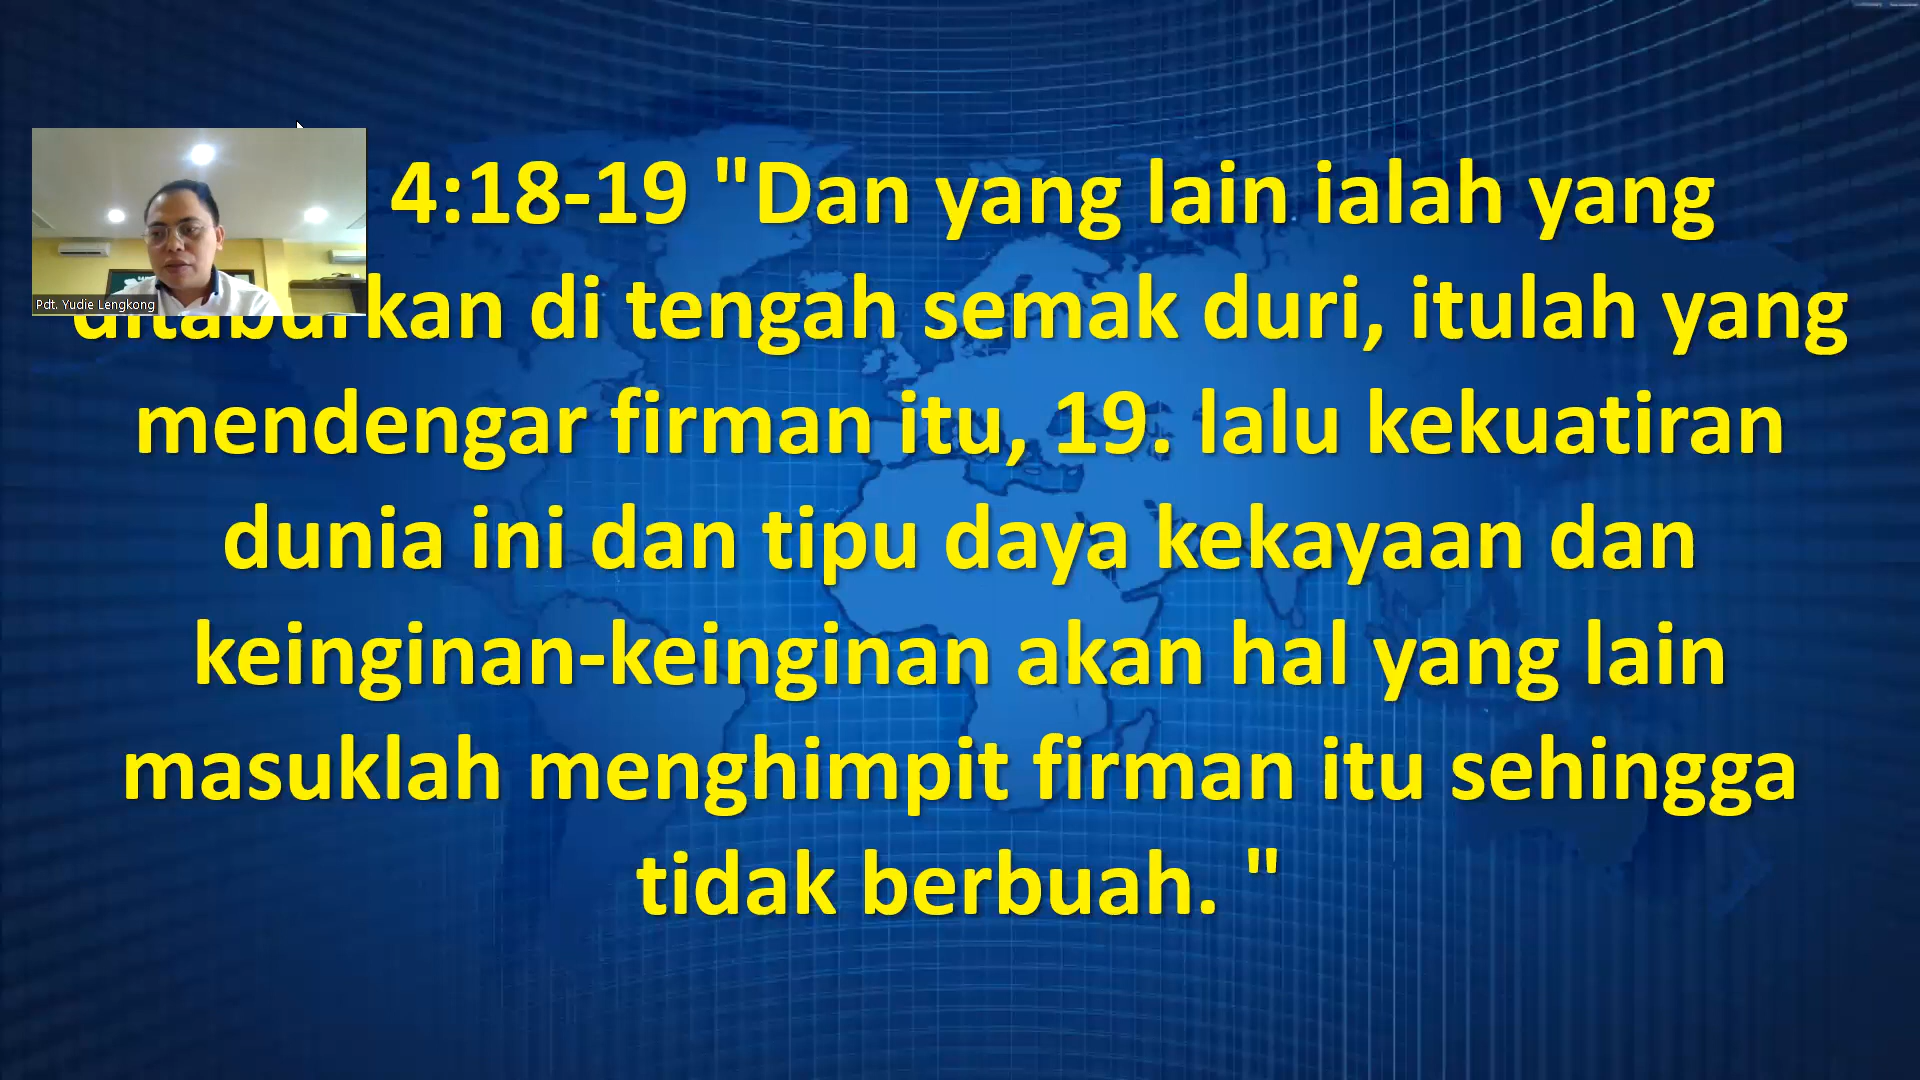 4:18-19 "Dan yang lain ialah yang
ditaburkan di tengah semak duri, itulah yang
mendengar firman itu, 19. lalu kekuatiran
dunia ini dan tipu daya kekayaan dan
keinginan-keinginan akan hal yang lain
masuklah menghimpit firman itu sehingga
tidak berbuah. "
Pdt. Yudie Lengkong